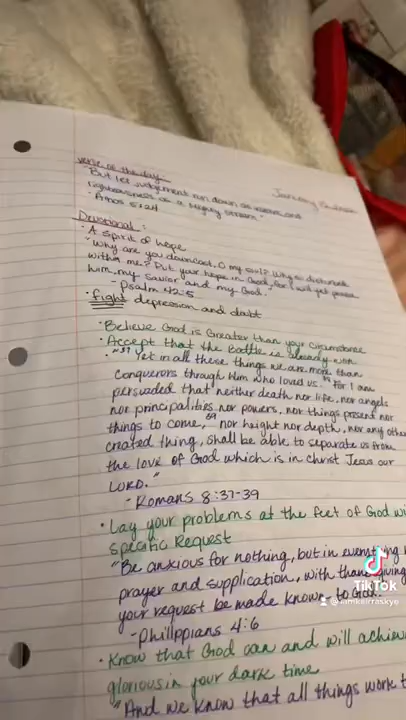 verse of the day
"But let judgement run down as waters, and
righteousness as a mighty stream"
- Amos 5:24
January
Devotional:
• A spirit of hope
"Why are you downcast, O my soul? Why so disturbed
within me? Put your hope in God, for I will yet praise
him, my savior and my God."
- Psalm 42:5
• fight depression and dobt
• Believe God is Greater than your circumstance
• Accept that the Battle is already won
• "37 Yet in all these things we are more than
conquerors through Him who loved us. 38 For I am
persuaded that neither death nor life, nor angels
nor principalities, nor powers, nor things present nor
things to come, 39 nor height nor depth, nor any other
created thing, shall be able to separate us from
the love of God which is in christ Jesus our
LORD."
- Romans 8:37-39
• Lay your problems at the feet of God wi
specific Request
"Be anxious for nothing, but in everything
prayer and supplication, with thanksgiving
your request be made known to God."
- Philippians 4:6
• Know that God can and will achiev
glorious in your dark time
"And we know that all things work t
TikTok